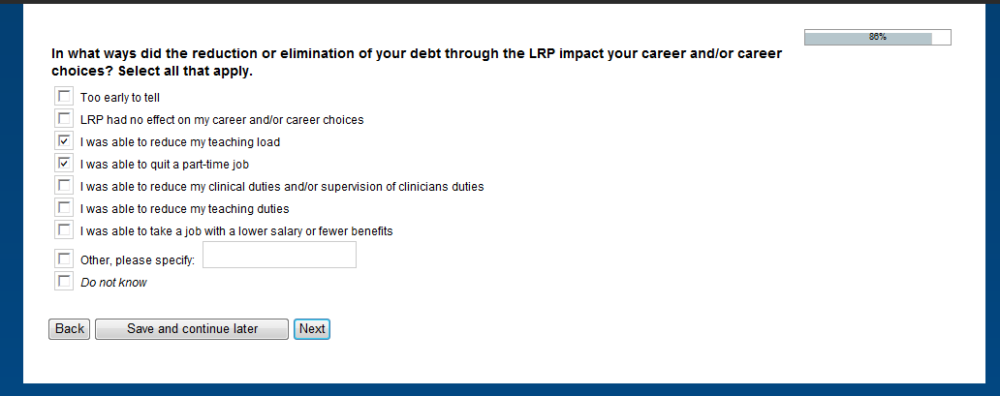 86%
In what ways did the reduction or elimination of your debt through the LRP impact your career and/or career
choices? Select all that apply.
Too early to tell
LRP had no effect on my career and/or career choices
I was able to reduce my teaching load
I was able to quit a part-time job
I was able to reduce my clinical duties and/or supervision of clinicians duties
I was able to reduce my teaching duties
I was able to take a job with a lower salary or fewer benefits
Other, please specify:
Do not know
Back Save and continue later Next